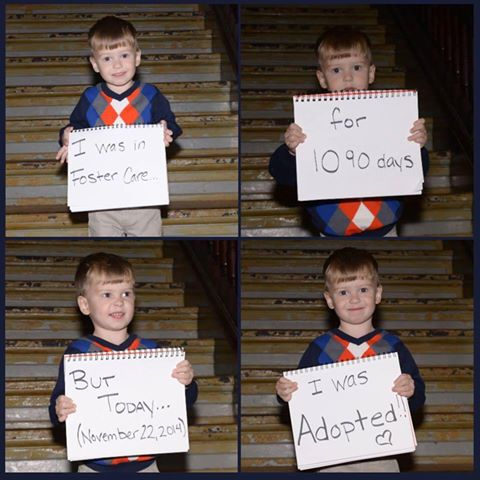 I was in
Foster Care...
for
1090 days
But
Today...
(November 22, 2014)
I was
Adopted!!
♡